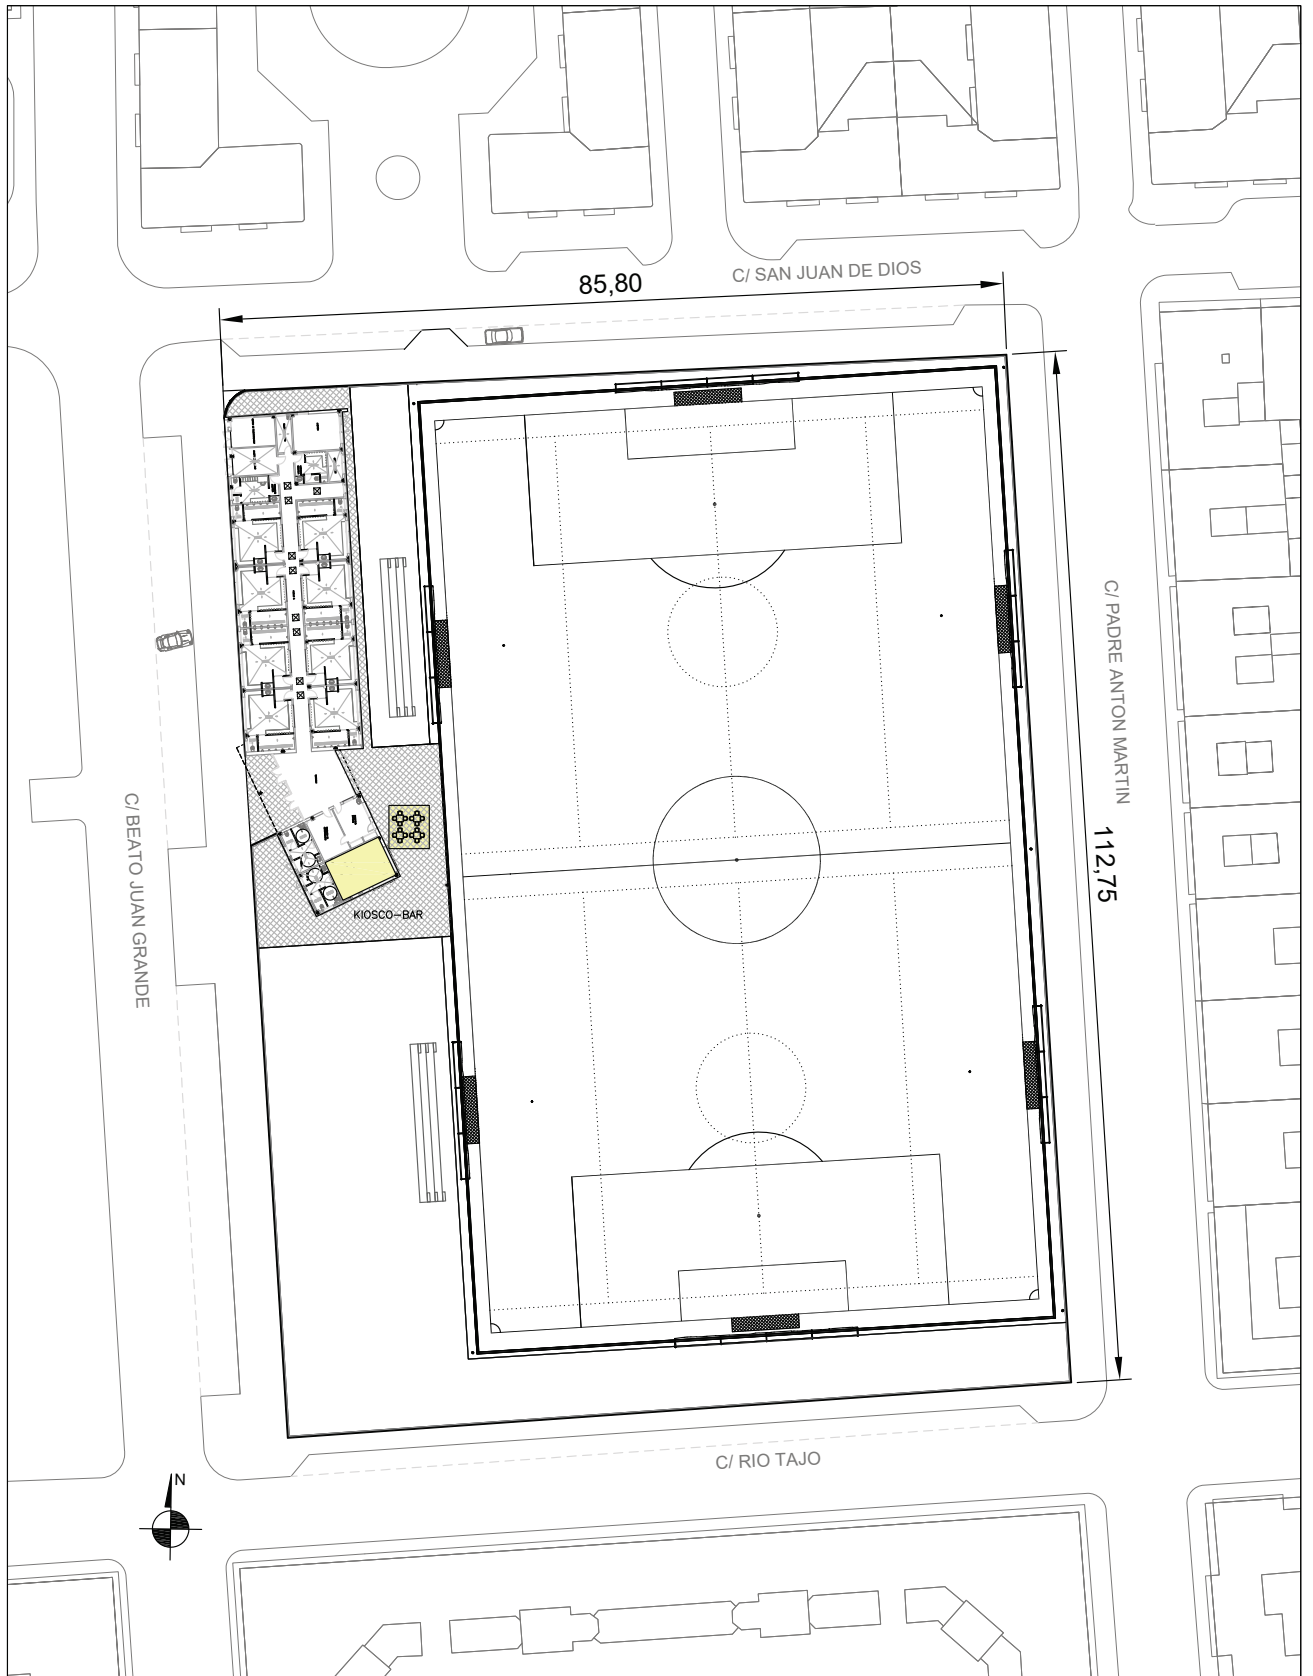 C/ SAN JUAN DE DIOS
85,80
C/ PADRE ANTON MARTIN
112,75
C/ BEATO JUAN GRANDE
KIOSCO-BAR
C/ RIO TAJO
N